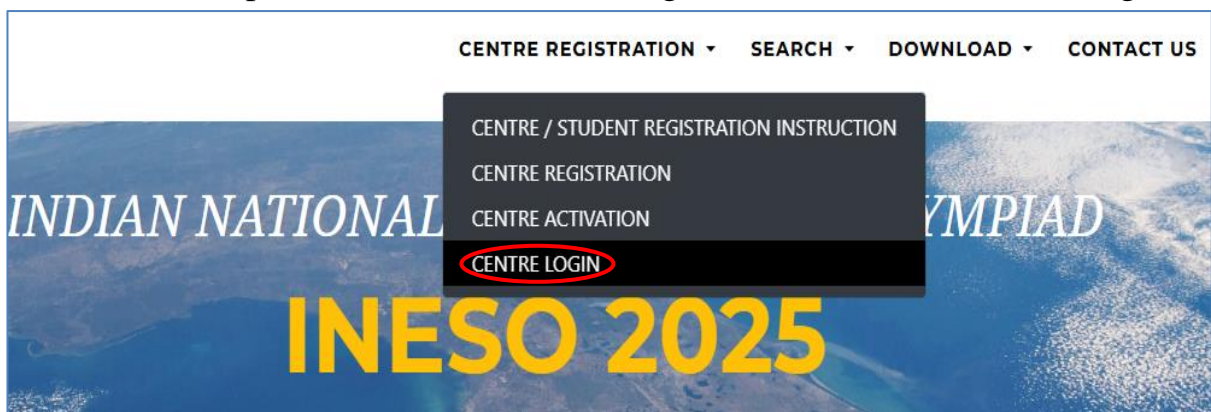 CENTRE REGISTRATION SEARCH DOWNLOAD CONTACT US
CENTRE / STUDENT REGISTRATION INSTRUCTION
CENTRE REGISTRATION
CENTRE ACTIVATION
CENTRE LOGIN
INDIAN NATIONAL YMPIAD
INESO 2025